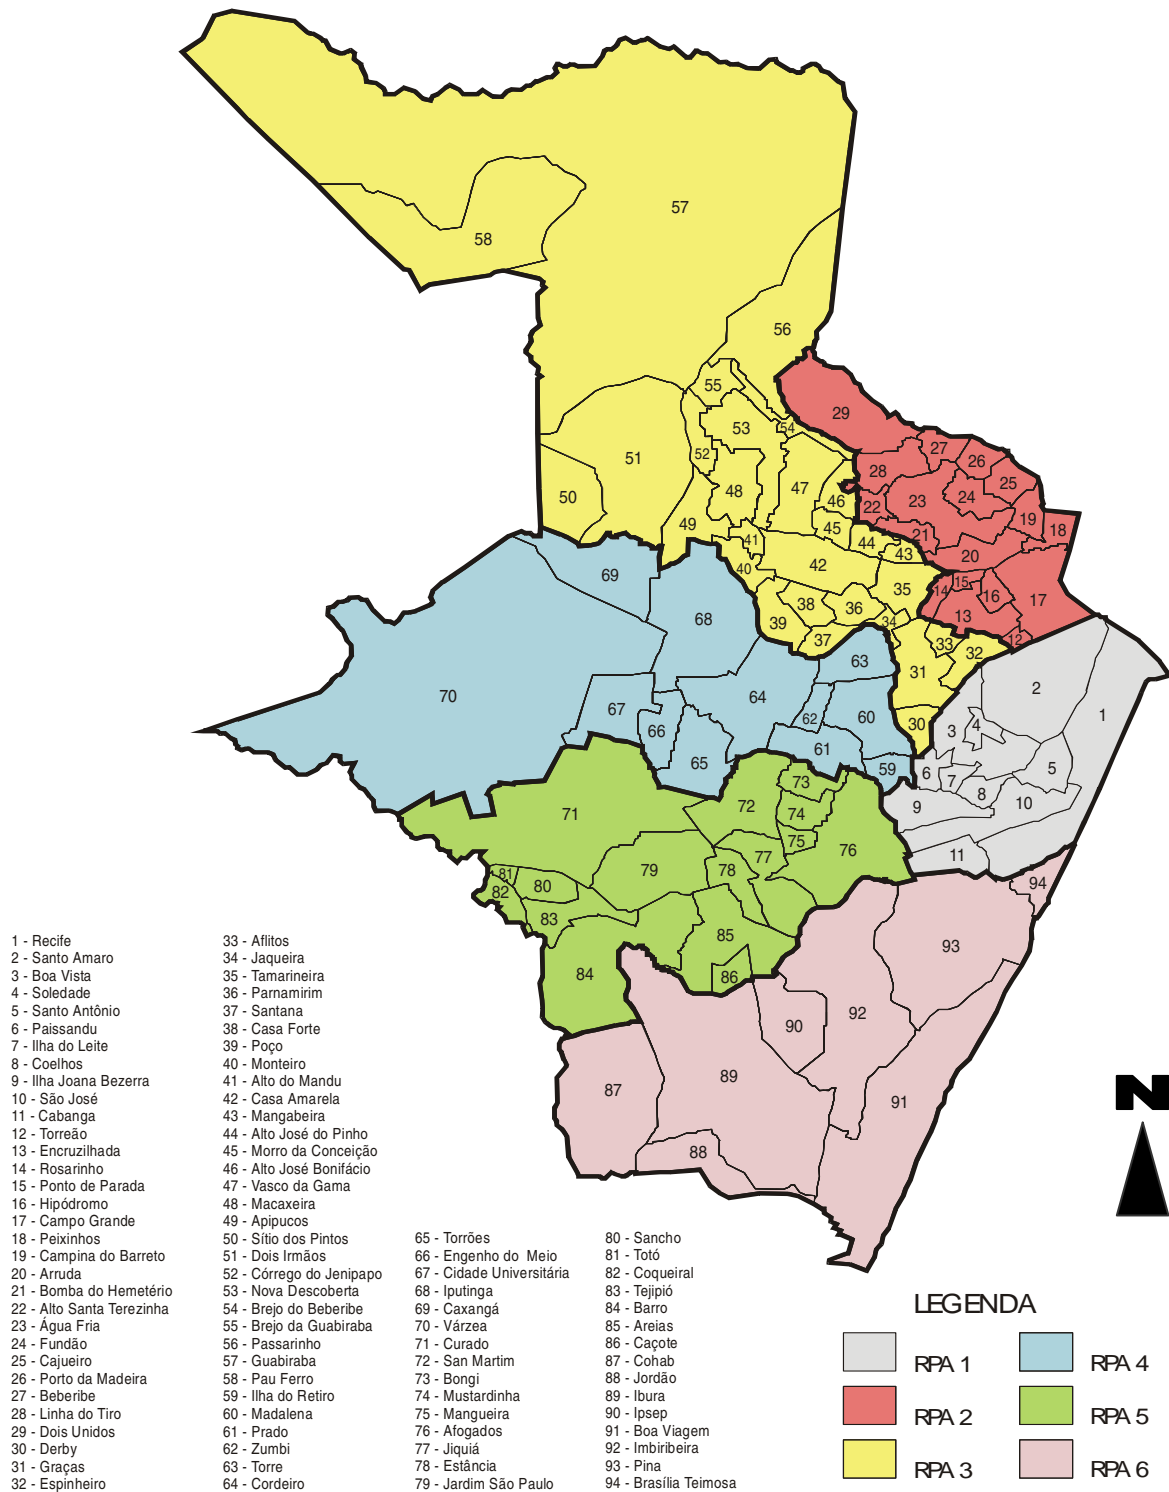 57
58
56
55
29
53
54
27
52
28
26
51
48
47
25
50
46
22
23
24
49
45
19
18
41
44
21
43
20
69
40
42
15
14
16
35
17
38
36
13
68
39
34
37
33
12
32
63
31
2
70
64
67
62
60
30
1
66
3
4
61
65
59
6
5
73
7
8
71
72
9
10
74
75
76
77
11
81
79
78
80
94
82
83
85
93
84
86
92
90
87
89
91
88
N
1 - Recife
2 - Santo Amaro
3 - Boa Vista
4 - Soledade
5 - Santo Antônio
6 - Paissandu
7 - Ilha do Leite
8 - Coelhos
9 - Ilha Joana Bezerra
10 - São José
11 - Cabanga
12 - Torreão
13 - Encruzilhada
14 - Rosarinho
15 - Ponto de Parada
16 - Hipódromo
17 - Campo Grande
18 - Peixinhos
19 - Campina do Barreto
20 - Arruda
21 - Bomba do Hemetério
22 - Alto Santa Terezinha
23 - Água Fria
24 - Fundão
25 - Cajueiro
26 - Porto da Madeira
27 - Beberibe
28 - Linha do Tiro
29 - Dois Unidos
30 - Derby
31 - Graças
32 - Espinheiro
33 - Aflitos
34 - Jaqueira
35 - Tamarineira
36 - Parnamirim
37 - Santana
38 - Casa Forte
39 - Poço
40 - Monteiro
41 - Alto do Mandu
42 - Casa Amarela
43 - Mangabeira
44 - Alto José do Pinho
45 - Morro da Conceição
46 - Alto José Bonifácio
47 - Vasco da Gama
48 - Macaxeira
49 - Apipucos
50 - Sítio dos Pintos
51 - Dois Irmãos
52 - Córrego do Jenipapo
53 - Nova Descoberta
54 - Brejo do Beberibe
55 - Brejo da Guabiraba
56 - Passarinho
57 - Guabiraba
58 - Pau Ferro
59 - Ilha do Retiro
60 - Madalena
61 - Prado
62 - Zumbi
63 - Torre
64 - Cordeiro
65 - Torrões
66 - Engenho do Meio
67 - Cidade Universitária
68 - Iputinga
69 - Caxangá
70 - Várzea
71 - Curado
72 - San Martim
73 - Bongi
74 - Mustardinha
75 - Mangueira
76 - Afogados
77 - Jiquiá
78 - Estância
79 - Jardim São Paulo
80 - Sancho
81 - Totó
82 - Coqueiral
83 - Tejipió
84 - Barro
85 - Areias
86 - Caçote
87 - Cohab
88 - Jordão
89 - Ibura
90 - Ipsep
91 - Boa Viagem
92 - Imbiribeira
93 - Pina
94 - Brasília Teimosa
LEGENDA
RPA 1
RPA 2
RPA 3
RPA 4
RPA 5
RPA 6